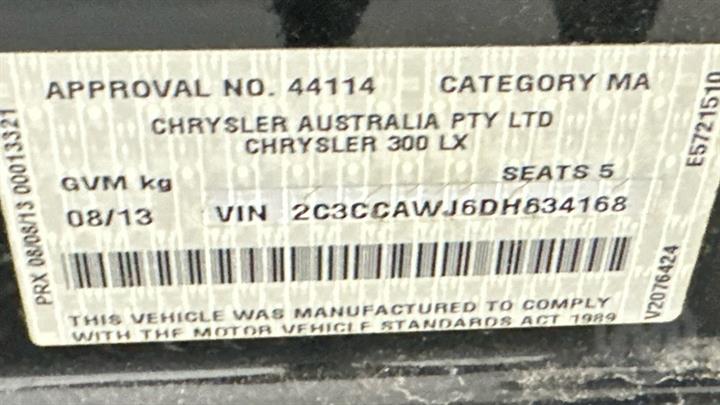 APPROVAL NO. 44114 CATEGORY MA
CHRYSLER AUSTRALIA PTY LTD
CHRYSLER 300 LX
GVM kg SEATS 5
08/13 VIN 2C3CCAWJ6DH634168
THIS VEHICLE WAS MANUFACTURED TO COMPLY
WITH THE MOTOR VEHICLE STANDARDS ACT 1989
PRX 08/08/13 00013321
E5721510
V2076424